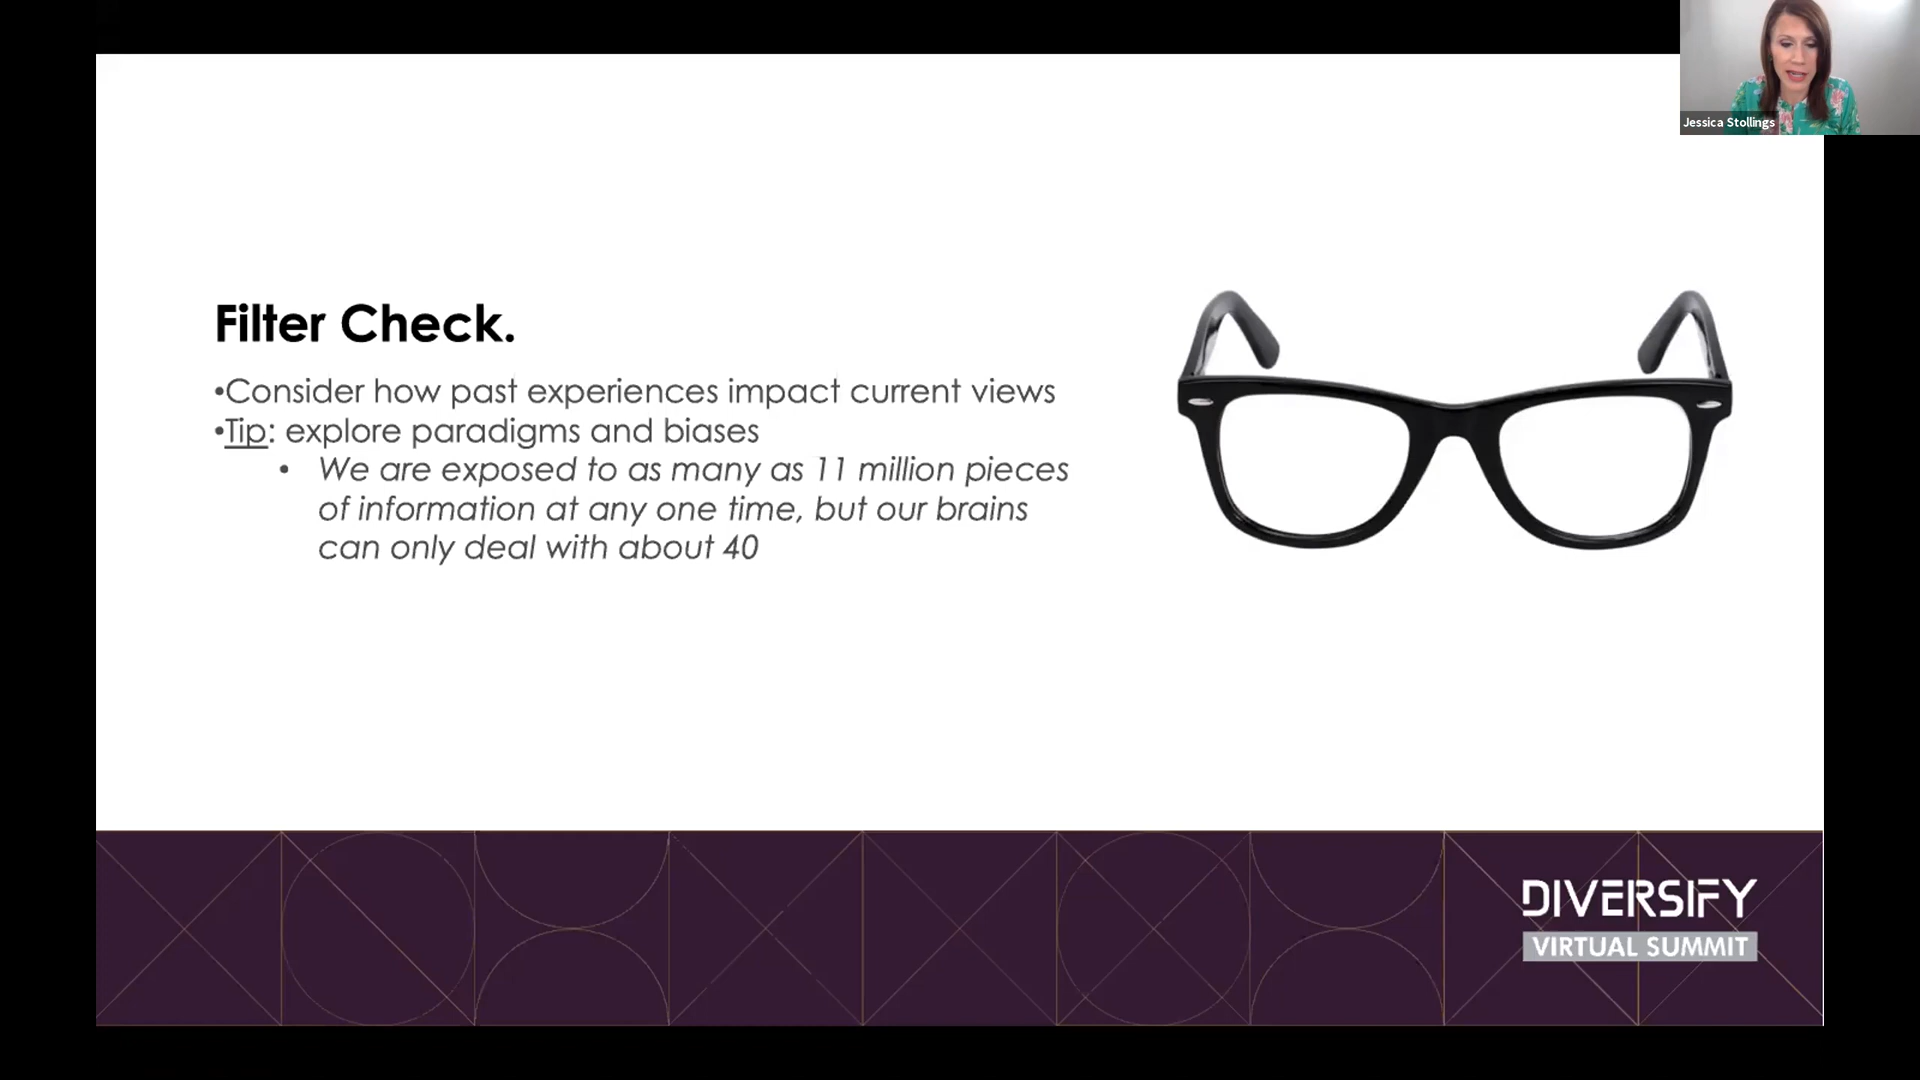 Jessica Stollings
Filter Check.
•Consider how past experiences impact current views
•Tip: explore paradigms and biases
• We are exposed to as many as 11 million pieces
of information at any one time, but our brains
can only deal with about 40
DIVERSIFY
VIRTUAL SUMMIT